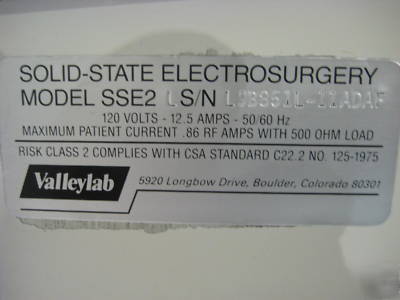 SOLID-STATE ELECTROSURGERY
MODEL SSE2 L S/N
120 VOLTS - 12.5 AMPS - 50/60 Hz
MAXIMUM PATIENT CURRENT .86 RF AMPS WITH 500 OHM LOAD
RISK CLASS 2 COMPLIES WITH CSA STANDARD C22.2 NO. 125-1975
Valleylab
5920 Longbow Drive, Boulder, Colorado 80301